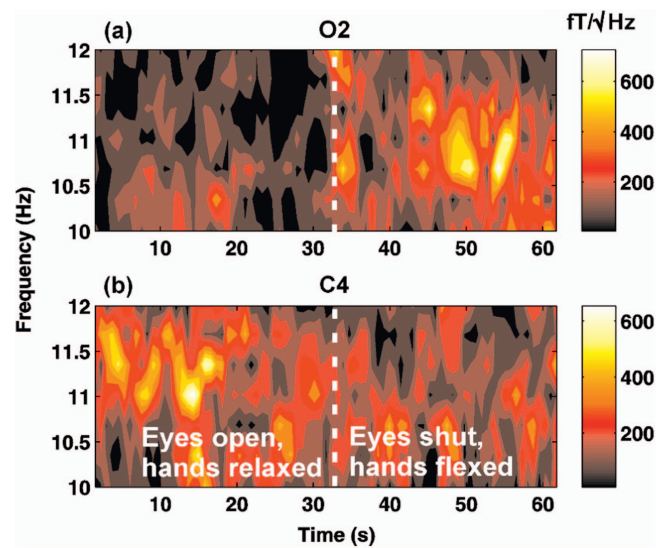 (a) O2 fT/√Hz
12
11.5
11
10.5
10
10 20 30 40 50 60
600
400
200
Frequency (Hz)
(b) C4
12
11.5
11
10.5
10
Eyes open,
hands relaxed
Eyes shut,
hands flexed
10 20 30 40 50 60
600
400
200
Time (s)